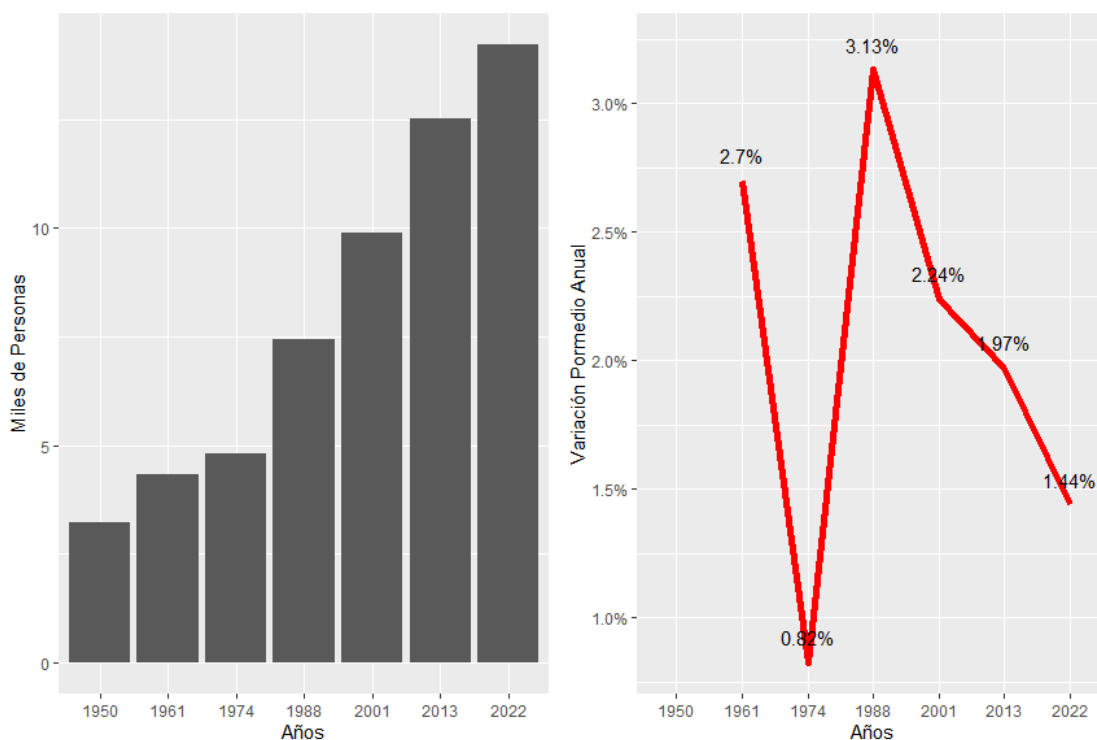 Miles de Personas
10
5
0
1950 1961 1974 1988 2001 2013 2022
Años
Variación Pormedio Anual
3.0%
2.5%
2.0%
1.5%
1.0%
2.7%
0.82%
3.13%
2.24%
1.97%
1.44%
1950 1961 1974 1988 2001 2013 2022
Años